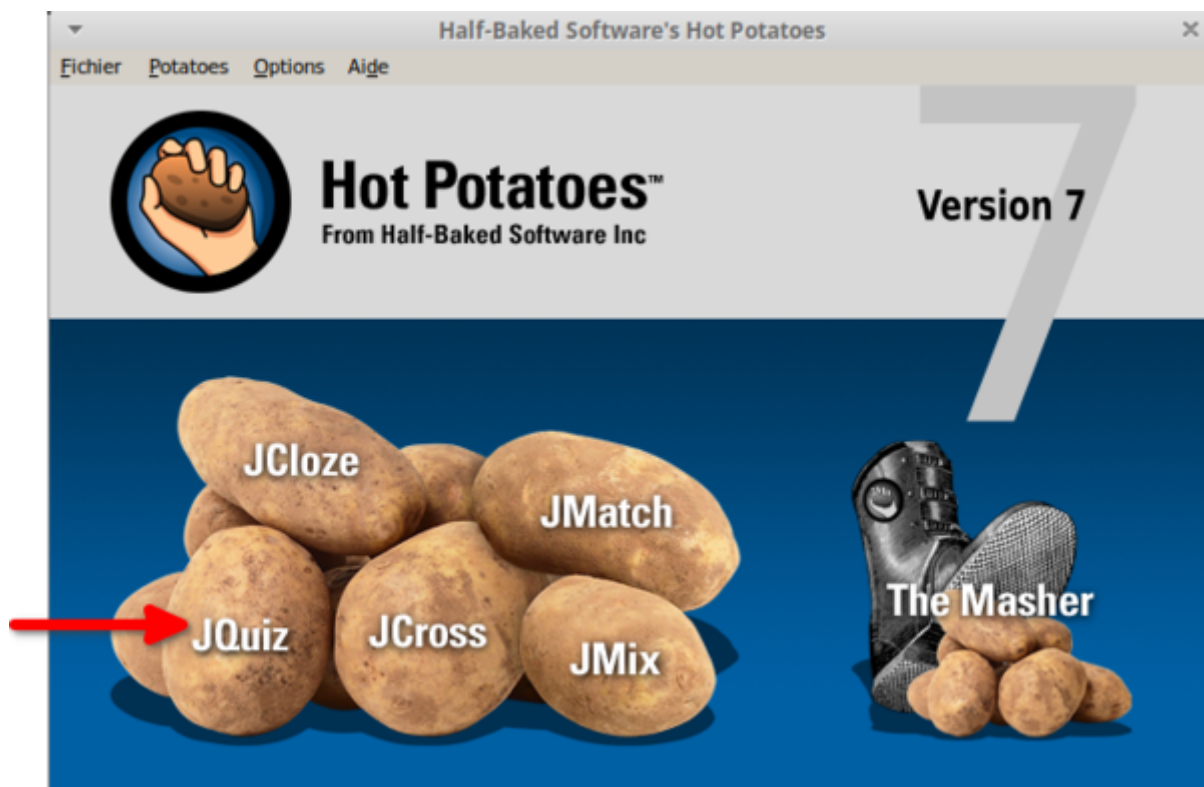 Half-Baked Software's Hot Potatoes
Fichier Potatoes Options Aide
Hot Potatoes™
From Half-Baked Software Inc
Version 7
7
JCloze
JMatch
JQuiz
JCross
JMix
The Masher